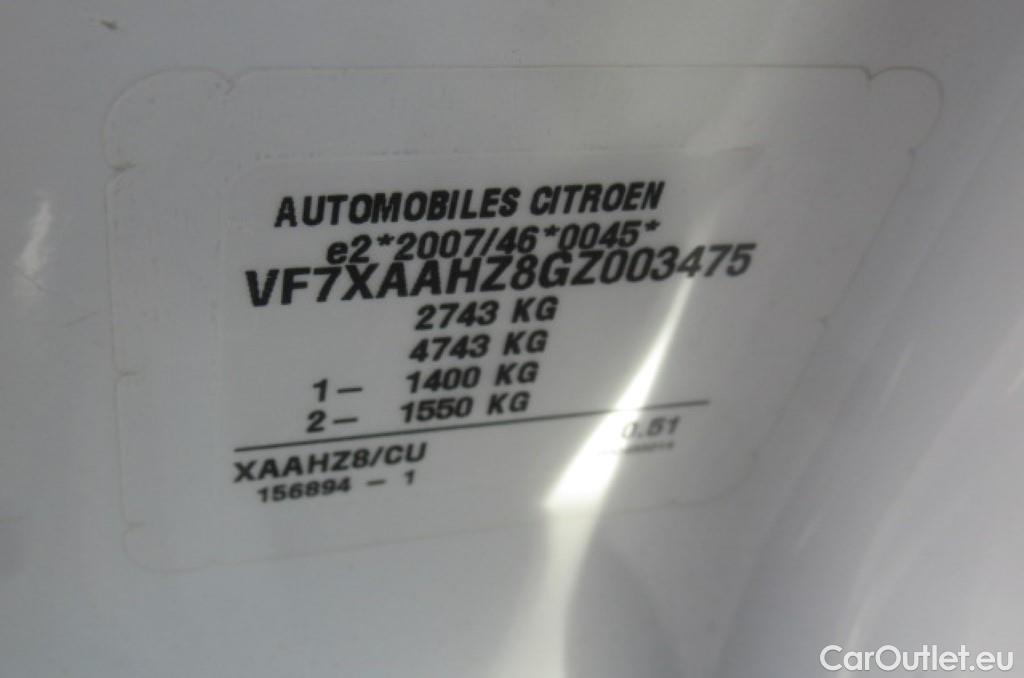 AUTOMOBILES CITROEN
e2*2007/46*0045*
VF7XAAHZ8GZ003475
2743 KG
4743 KG
1- 1400 KG
2- 1550 KG
XAAHZ8/CU 0.51
156894 - 1
CarOutlet.eu